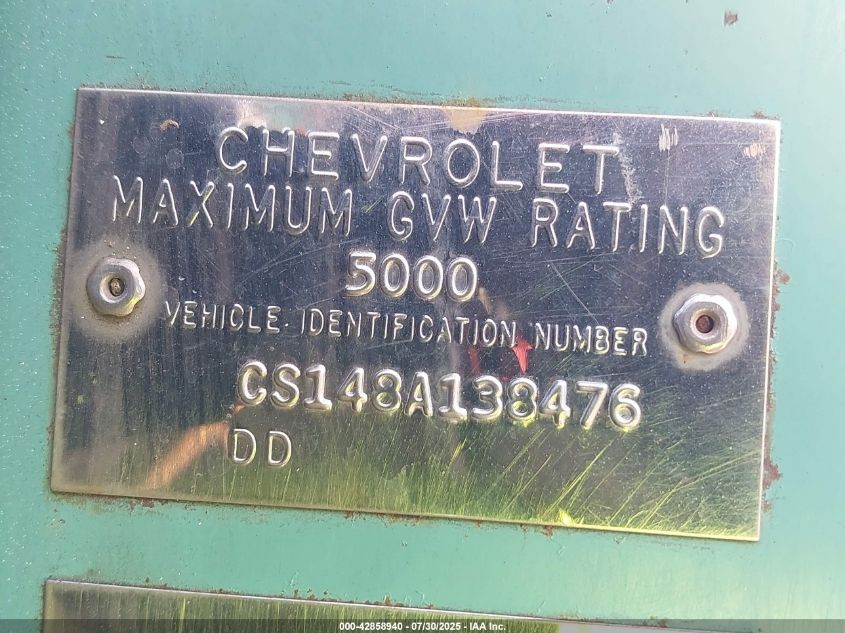 CHEVROLET
MAXIMUM GVW RATING
5000
VEHICLE IDENTIFICATION NUMBER
CS148A138476
DD
000-42858940 - 07/30/2025 - IAA Inc.